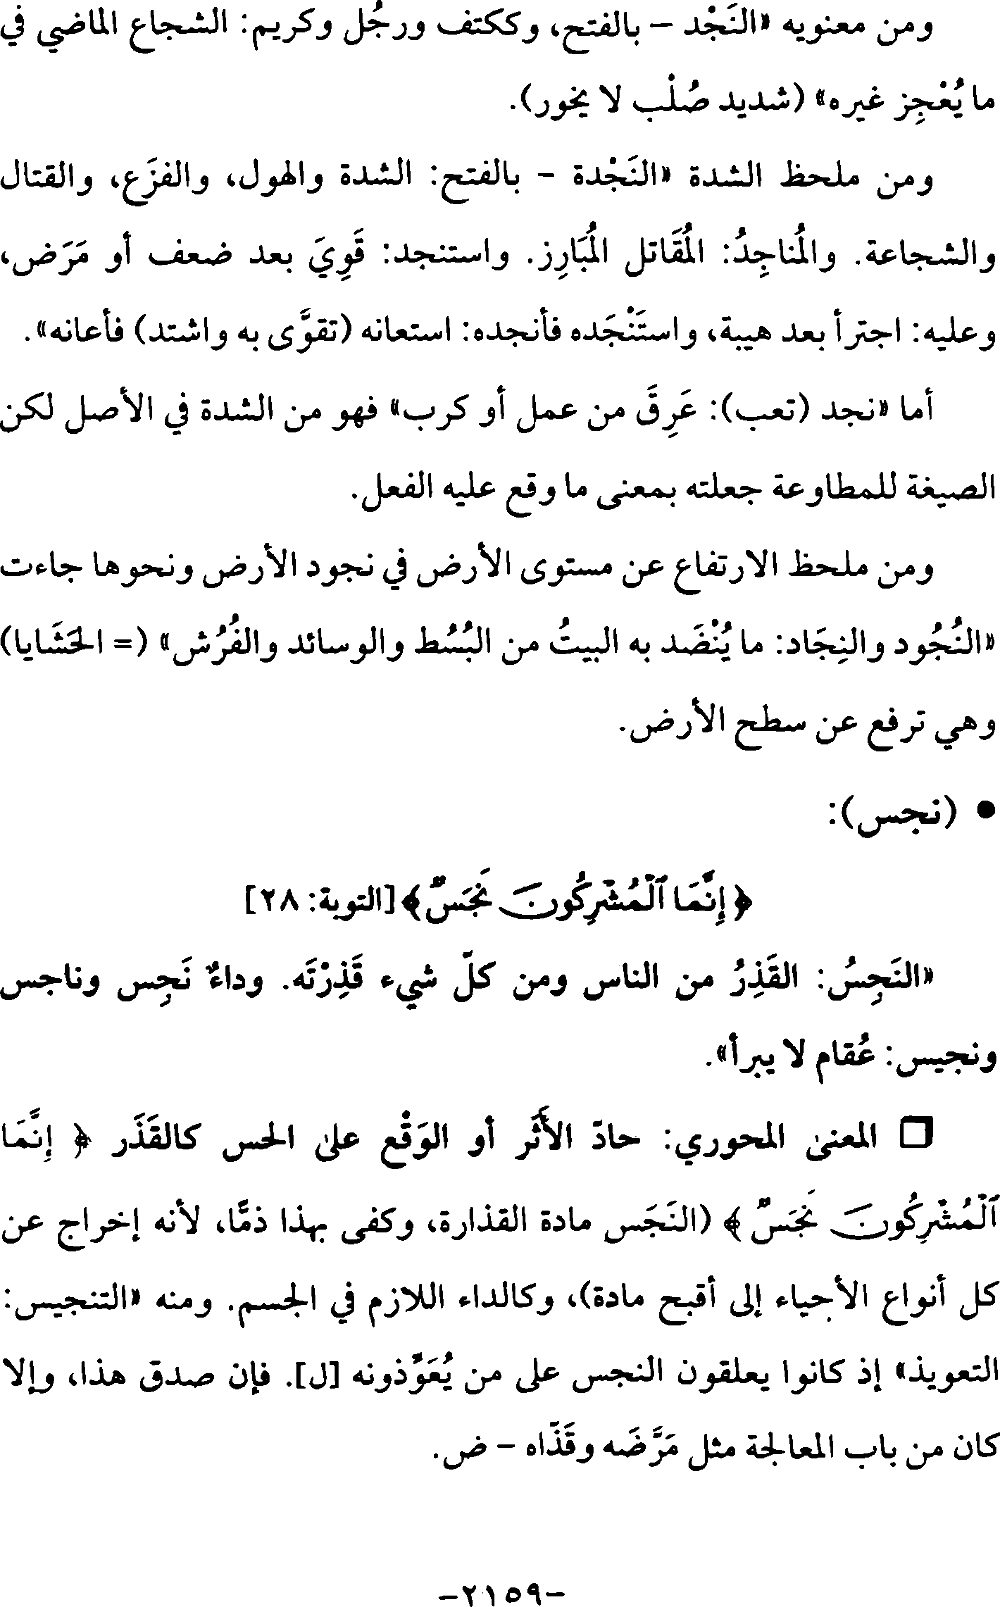 ومن معنويه «النَجْد – بالفتح، وككتف ورجُل وكريم: الشجاع الماضي في
ما يُعْجِز غيره» (شديد صُلْب لا يخور).
ومن ملحظ الشدة «النَجْدة – بالفتح: الشدة والهول، والفزَع، والقتال
والشجاعة. والمُناجِدُ: المُقَاتل المُبَارِز. واستنجد: قَوِيَ بعد ضعف أو مَرَض،
وعليه: اجترأ بعد هيبة، واستَنْجَده فأنجده: استعانه (تقوَّى به واشتد) فأعانه».
أما «نجد (تعب): عَرِقَ من عمل أو كرب» فهو من الشدة في الأصل لكن
الصيغة للمطاوعة جعلته بمعنى ما وقع عليه الفعل.
ومن ملحظ الارتفاع عن مستوى الأرض في نجود الأرض ونحوها جاءت
«النُجُود والنِجَاد: ما يُنْضَد به البيتُ من البُسُط والوسائد والفُرُش» (= الحَشَايا)
وهي ترفع عن سطح الأرض.
• (نجس):
﴿إِنَّمَا ٱلْمُشْرِكُونَ نَجَسٌ﴾ [التوبة: ٢٨]
«النَجِسُ: القَذِرُ من الناس ومن كلّ شيء قَذِرْتَه. وداءٌ نَجِس وناجس
ونجيس: عُقام لا يبرأ».
□ المعنى المحوري: حادّ الأَثَر أو الوَقْع على الحس كالقَذَر ﴿ إِنَّمَا
ٱلْمُشْرِكُونَ نَجَسٌ ﴾ (النَجَس مادة القذارة، وكفى بهذا ذمًّا، لأنه إخراج عن
كل أنواع الأحياء إلى أقبح مادة)، وكالداء اللازم في الجسم. ومنه «التنجيس:
التعويذ» إذ كانوا يعلقون النجس على من يُعَوِّذونه [ل]. فإن صدق هذا، وإلا
كان من باب المعالجة مثل مَرَّضَه وقَذّاه – ض.
–٢١٥٩–